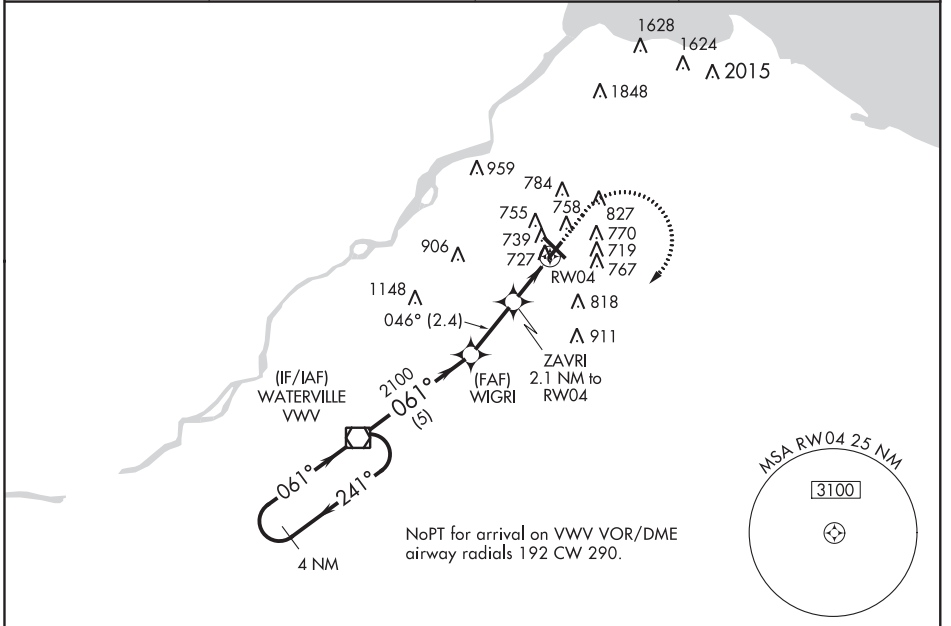 1628
1624
2015
1848
959
784
758
755
827
739
770
906
719
727
767
RW04
1148
818
046° (2.4)
911
ZAVRI
2.1 NM to
RW04
(IF/IAF)
WATERVILLE
VWV
2100
061°
(5)
(FAF)
WIGRI
061°
241°
4 NM
NoPT for arrival on VWV VOR/DME
airway radials 192 CW 290.
MSA RW04 25 NM
3100